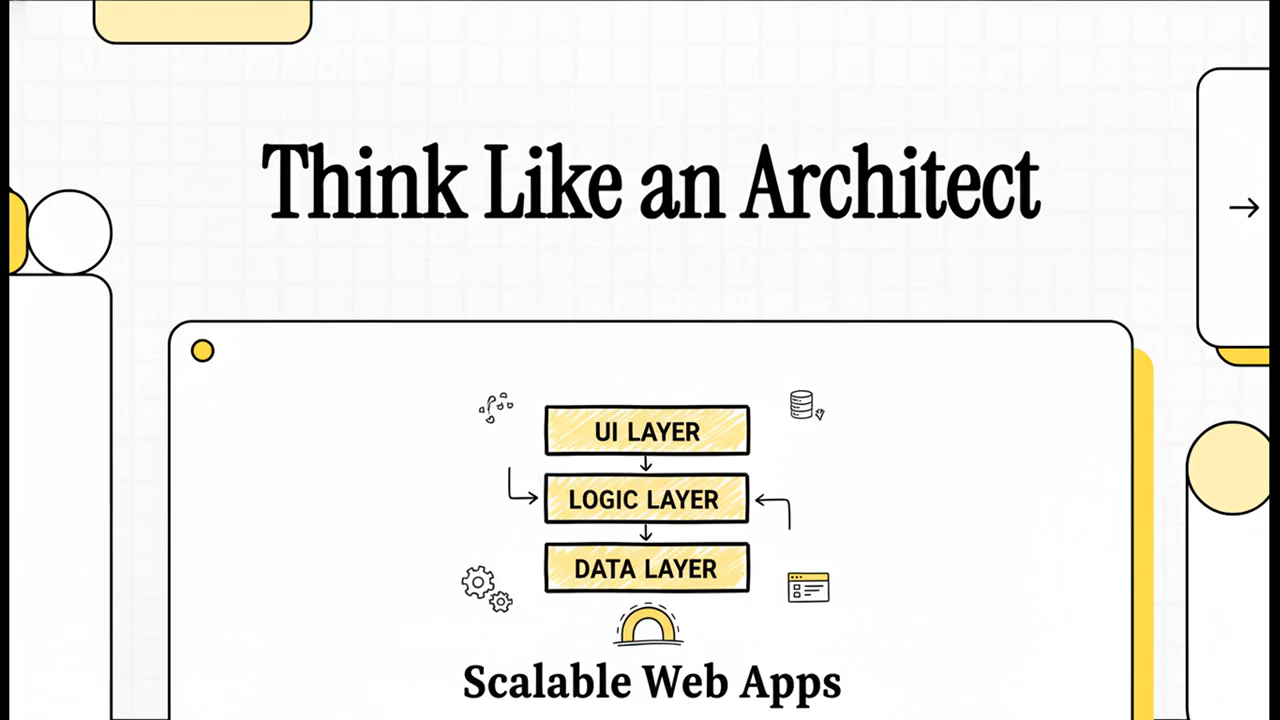 Think Like an Architect
UI LAYER
LOGIC LAYER
DATA LAYER
Scalable Web Apps